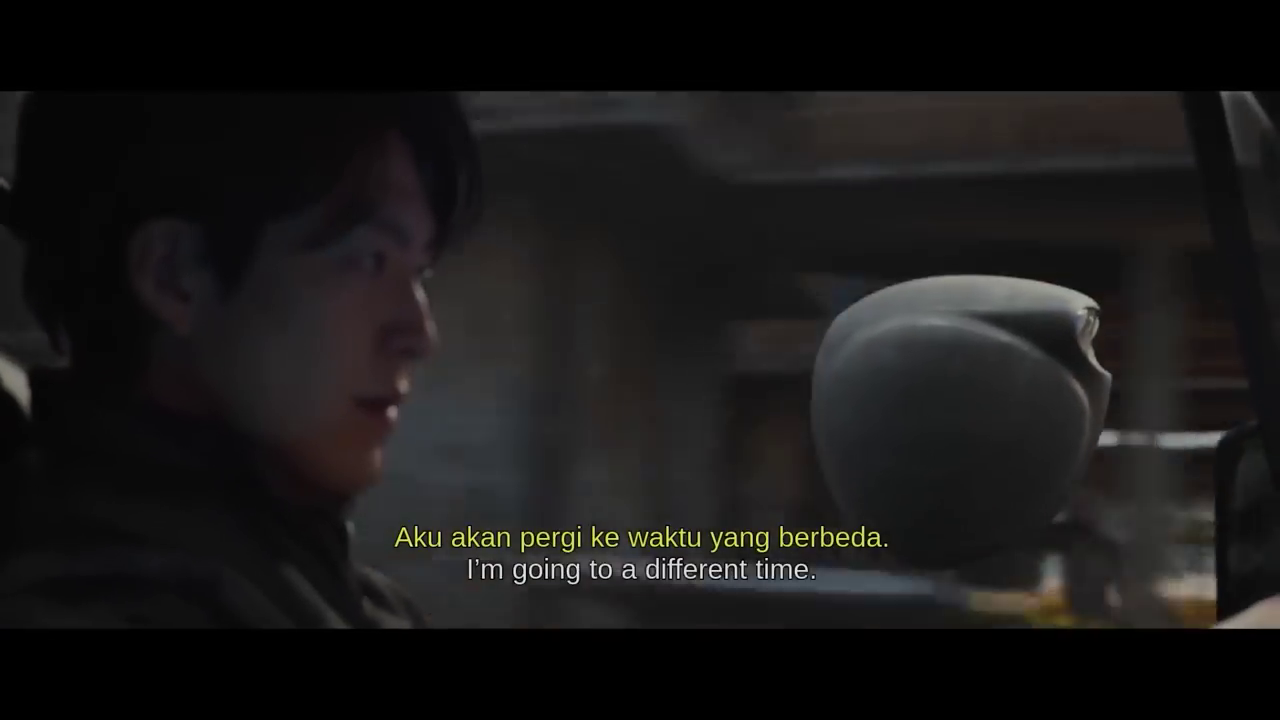 Aku akan pergi ke waktu yang berbeda.
I'm going to a different time.